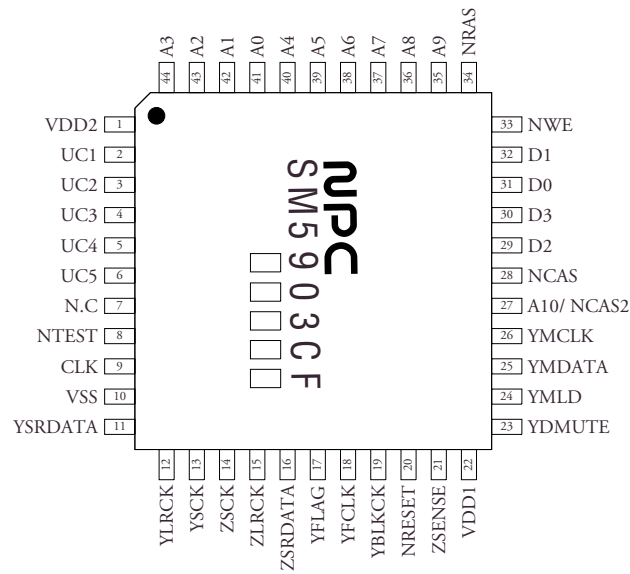 A3 A2 A1 A0 A4 A5 A6 A7 A8 A9 NRAS
44 43 42 41 40 39 38 37 36 35 34
VDD2 1
UC1 2
UC2 3
UC3 4
UC4 5
UC5 6
N.C 7
NTEST 8
CLK 9
VSS 10
YSRDATA 11
NPC
SM5903CF
33 NWE
32 D1
31 D0
30 D3
29 D2
28 NCAS
27 A10/ NCAS2
26 YMCLK
25 YMDATA
24 YMLD
23 YDMUTE
12 13 14 15 16 17 18 19 20 21 22
YLRCK YSCK ZSCK ZLRCK ZSRDATA YFLAG YFCLK YBLKCK NRESET ZSENSE VDD1